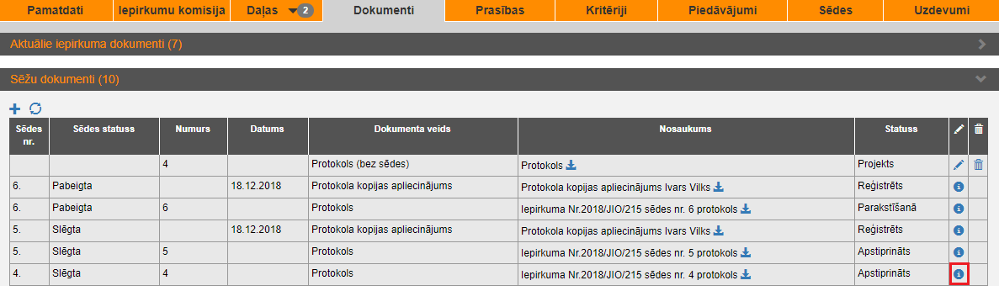 Pamatdati Iepirkumu komisija Daļas 2 Dokumenti Prasības Kritēriji Piedāvājumi Sēdes Uzdevumi
Aktuālie iepirkuma dokumenti (7)
Sēžu dokumenti (10)
Sēdes nr. Sēdes statuss Numurs Datums Dokumenta veids Nosaukums Statuss
4 Protokols (bez sēdes) Protokols Projekts
6. Pabeigta 18.12.2018 Protokola kopijas apliecinājums Protokola kopijas apliecinājums Ivars Vilks Reģistrēts
6. Pabeigta 6 Protokols Iepirkuma Nr.2018/JIO/215 sēdes nr. 6 protokols Parakstīšanā
5. Slēgta 18.12.2018 Protokola kopijas apliecinājums Protokola kopijas apliecinājums Ivars Vilks Reģistrēts
5. Slēgta 5 Protokols Iepirkuma Nr.2018/JIO/215 sēdes nr. 5 protokols Apstiprināts
4. Slēgta 4 Protokols Iepirkuma Nr.2018/JIO/215 sēdes nr. 4 protokols Apstiprināts